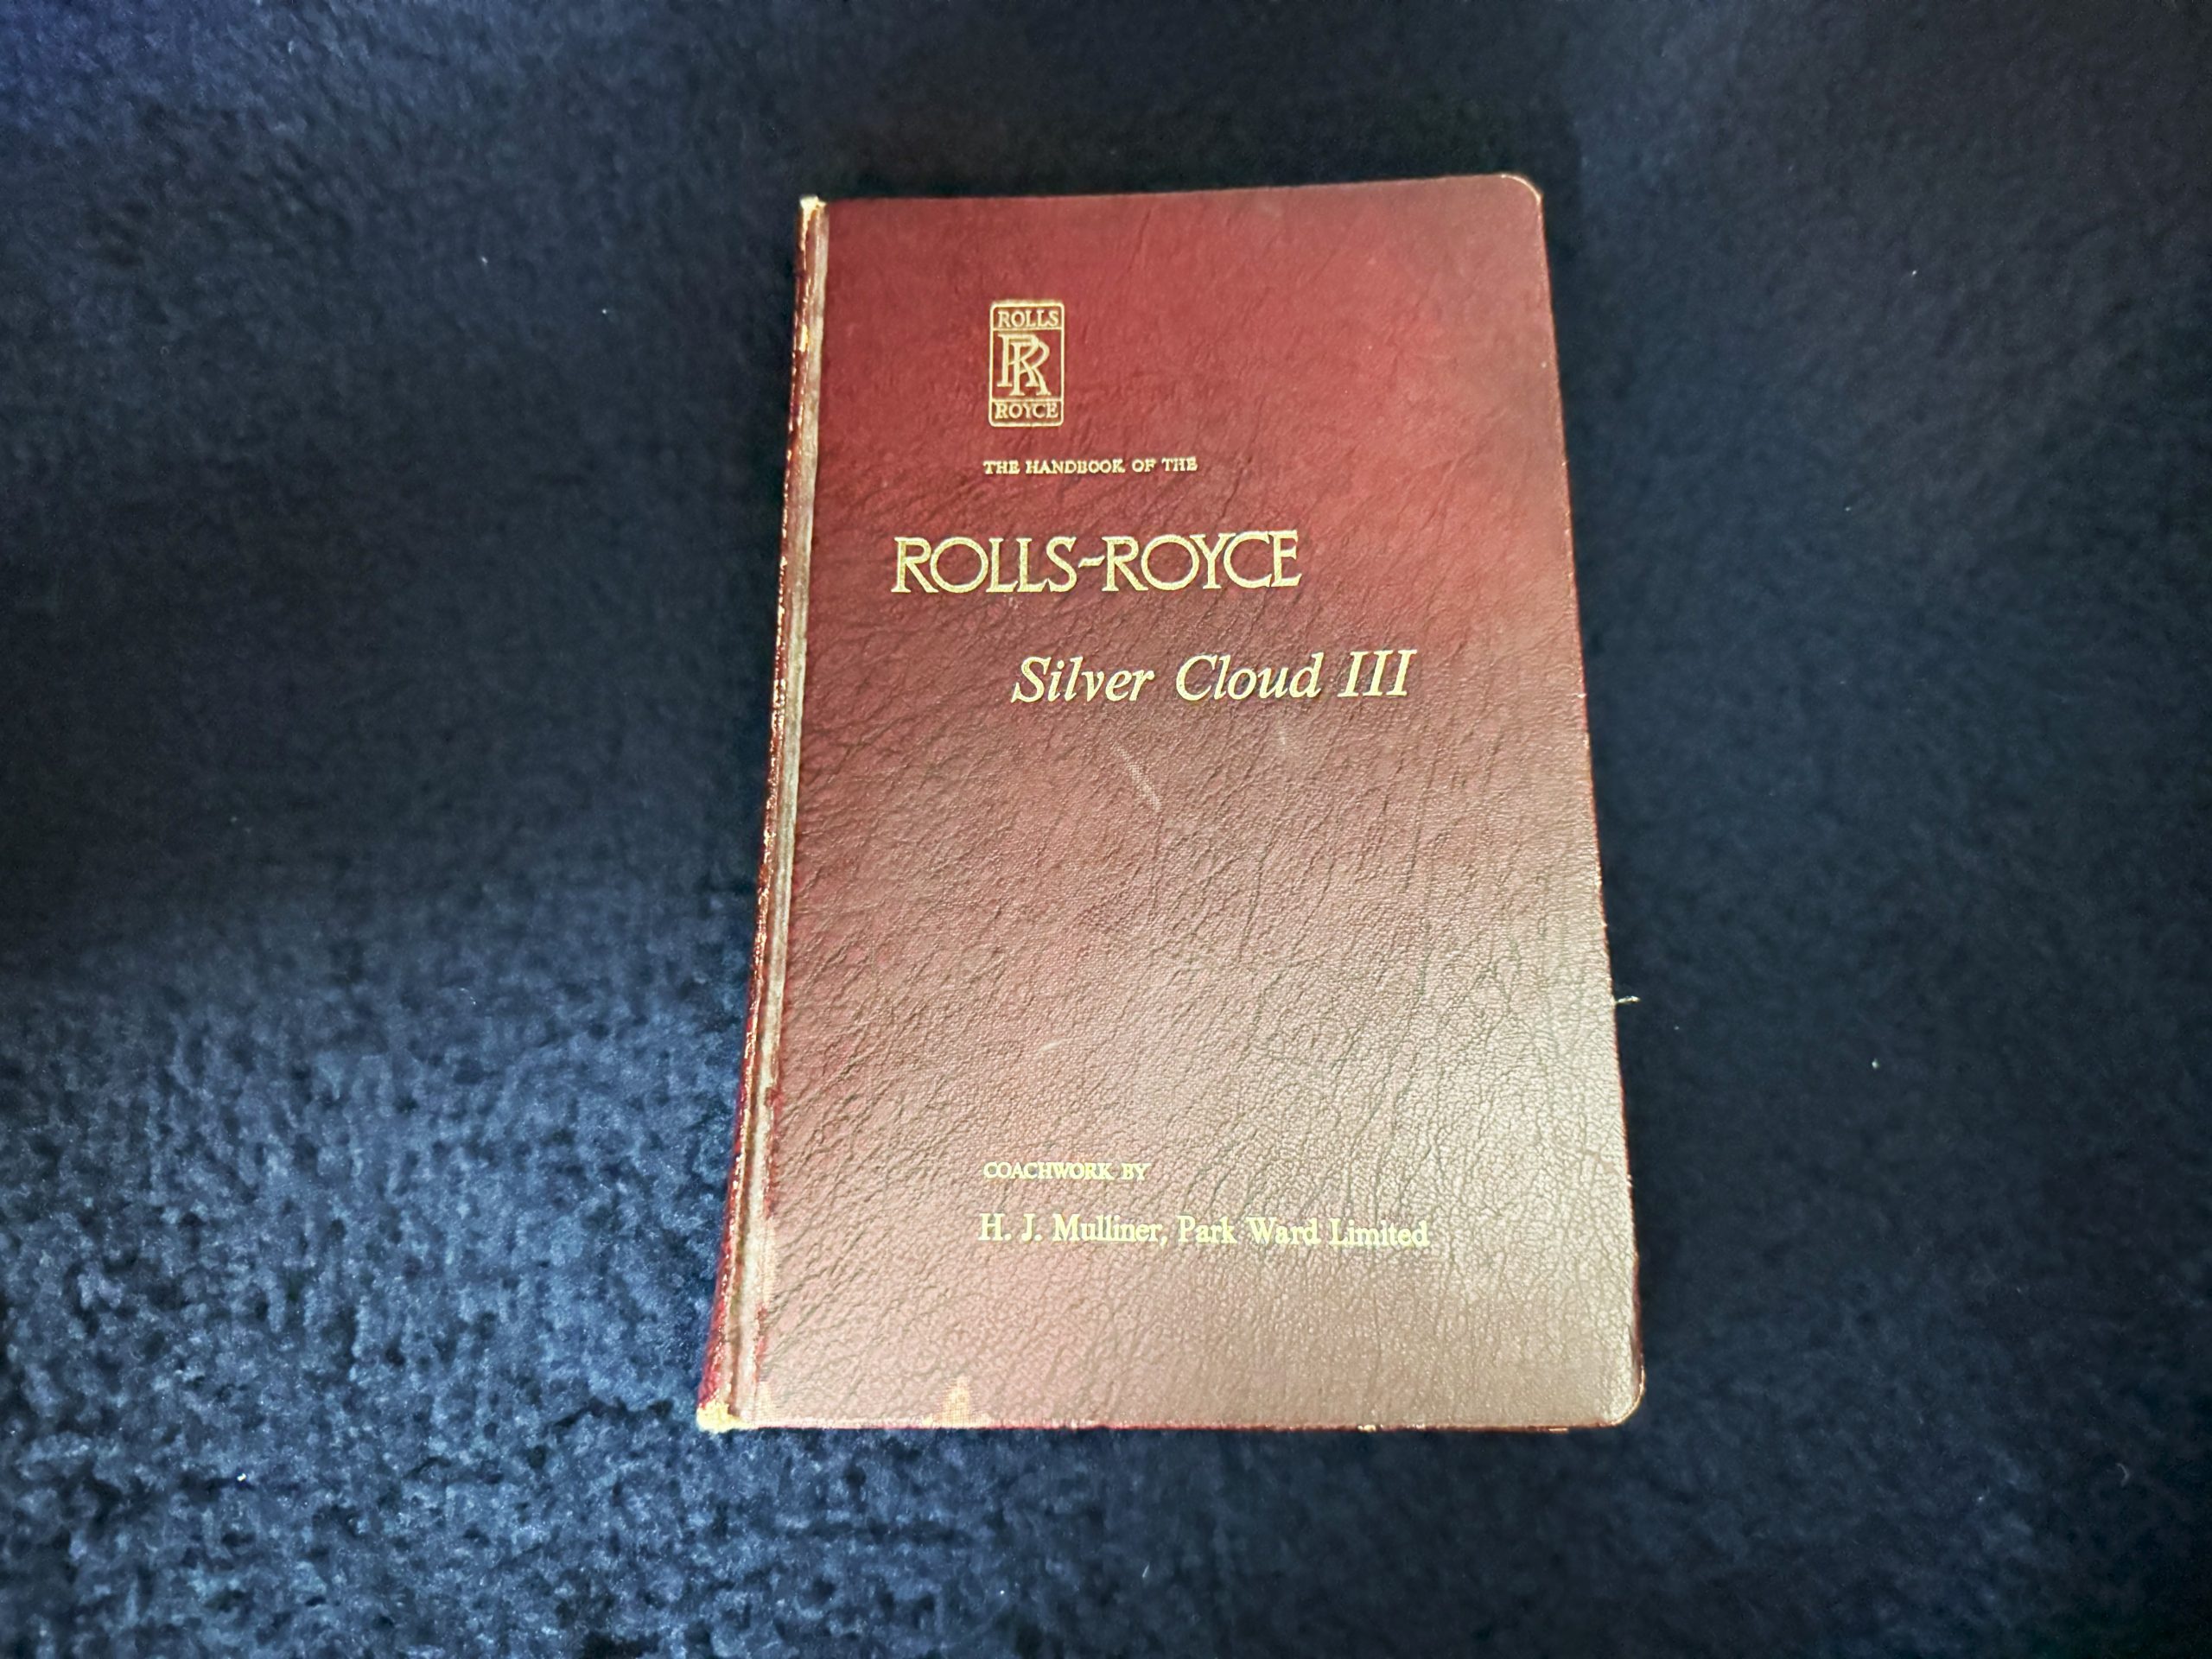 ROLLS
RR
ROYCE
THE HANDBOOK OF THE
ROLLS-ROYCE
Silver Cloud III
COACHWORK BY
H. J. Mulliner, Park Ward Limited